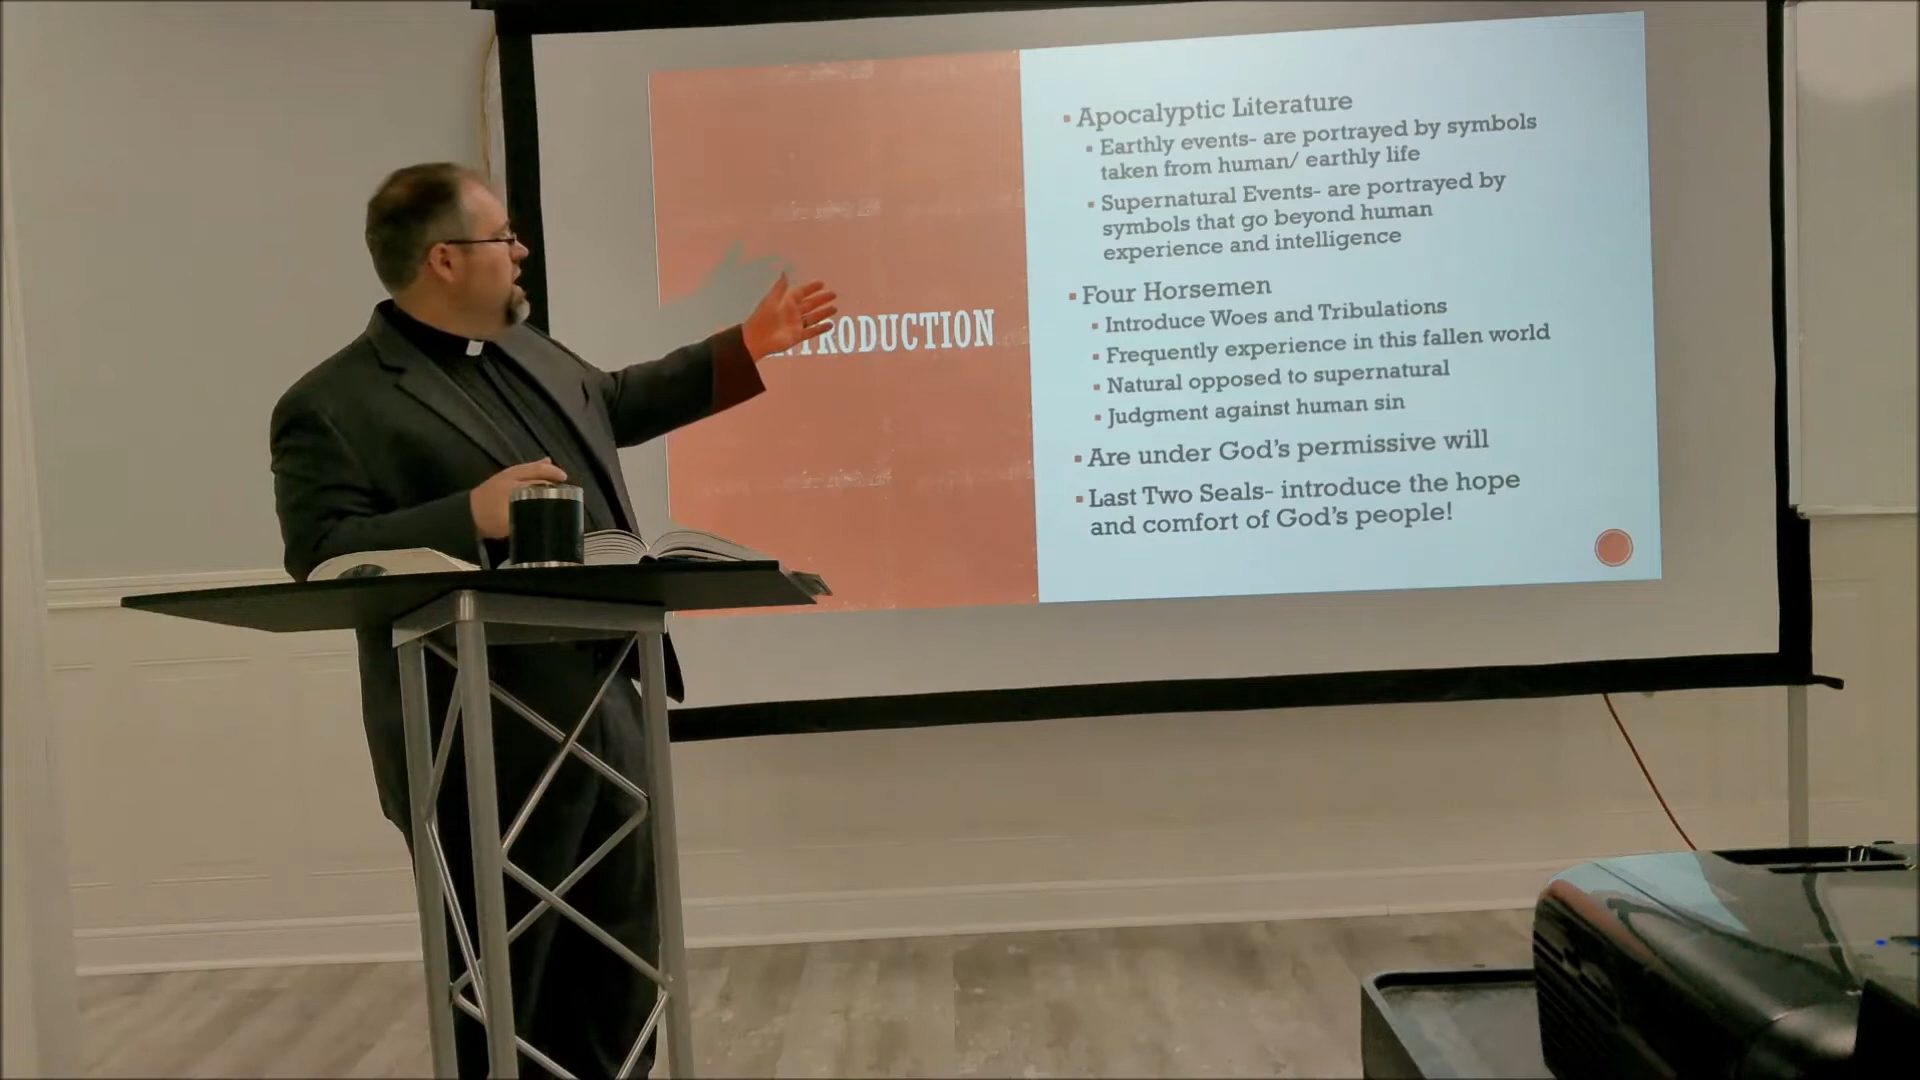 INTRODUCTION
Apocalyptic Literature
Earthly events- are portrayed by symbols
taken from human/ earthly life
Supernatural Events- are portrayed by
symbols that go beyond human
experience and intelligence
Four Horsemen
Introduce Woes and Tribulations
Frequently experience in this fallen world
Natural opposed to supernatural
Judgment against human sin
Are under God's permissive will
Last Two Seals- introduce the hope
and comfort of God's people!